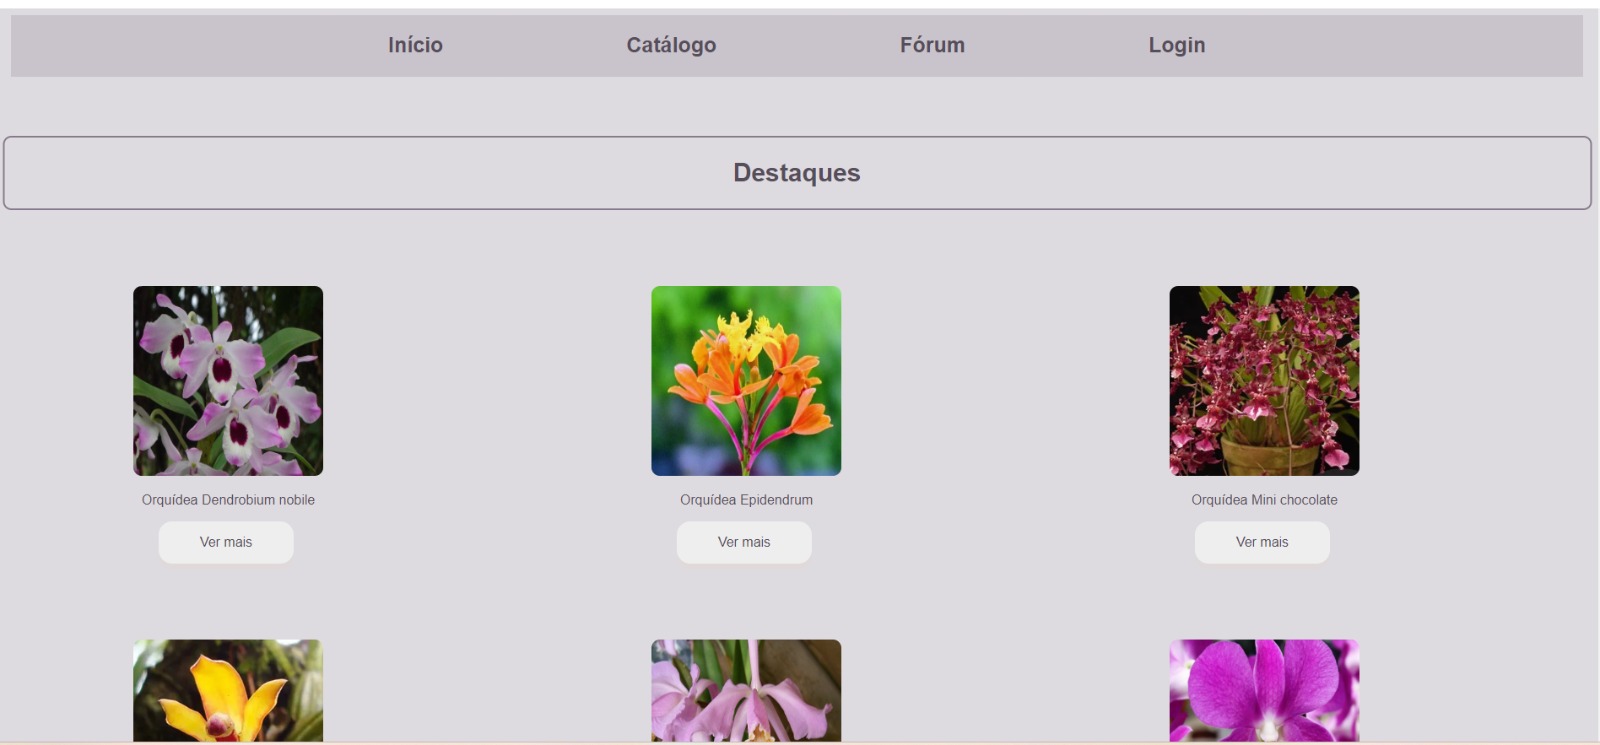 Início Catálogo Fórum Login
Destaques
Orquídea Dendrobium nobile Orquídea Epidendrum Orquídea Mini chocolate
Ver mais Ver mais Ver mais